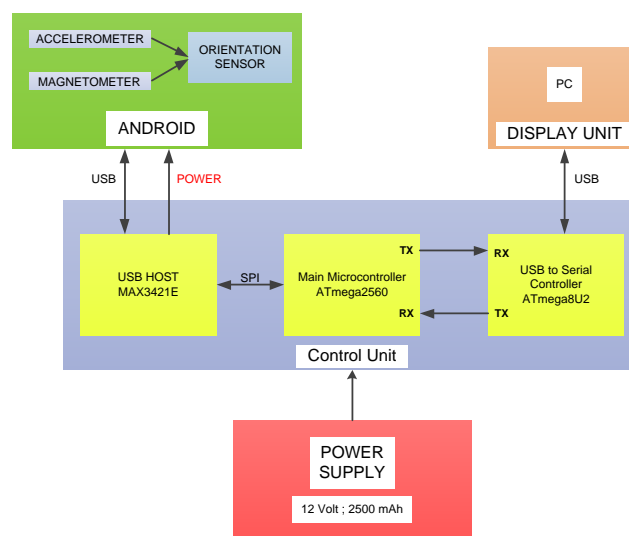 ACCELEROMETER
MAGNETOMETER
ORIENTATION
SENSOR
ANDROID
PC
DISPLAY UNIT
USB
POWER
USB
USB HOST
MAX3421E
SPI
Main Microcontroller
ATmega2560
TX
RX
RX
TX
USB to Serial
Controller
ATmega8U2
Control Unit
POWER
SUPPLY
12 Volt ; 2500 mAh